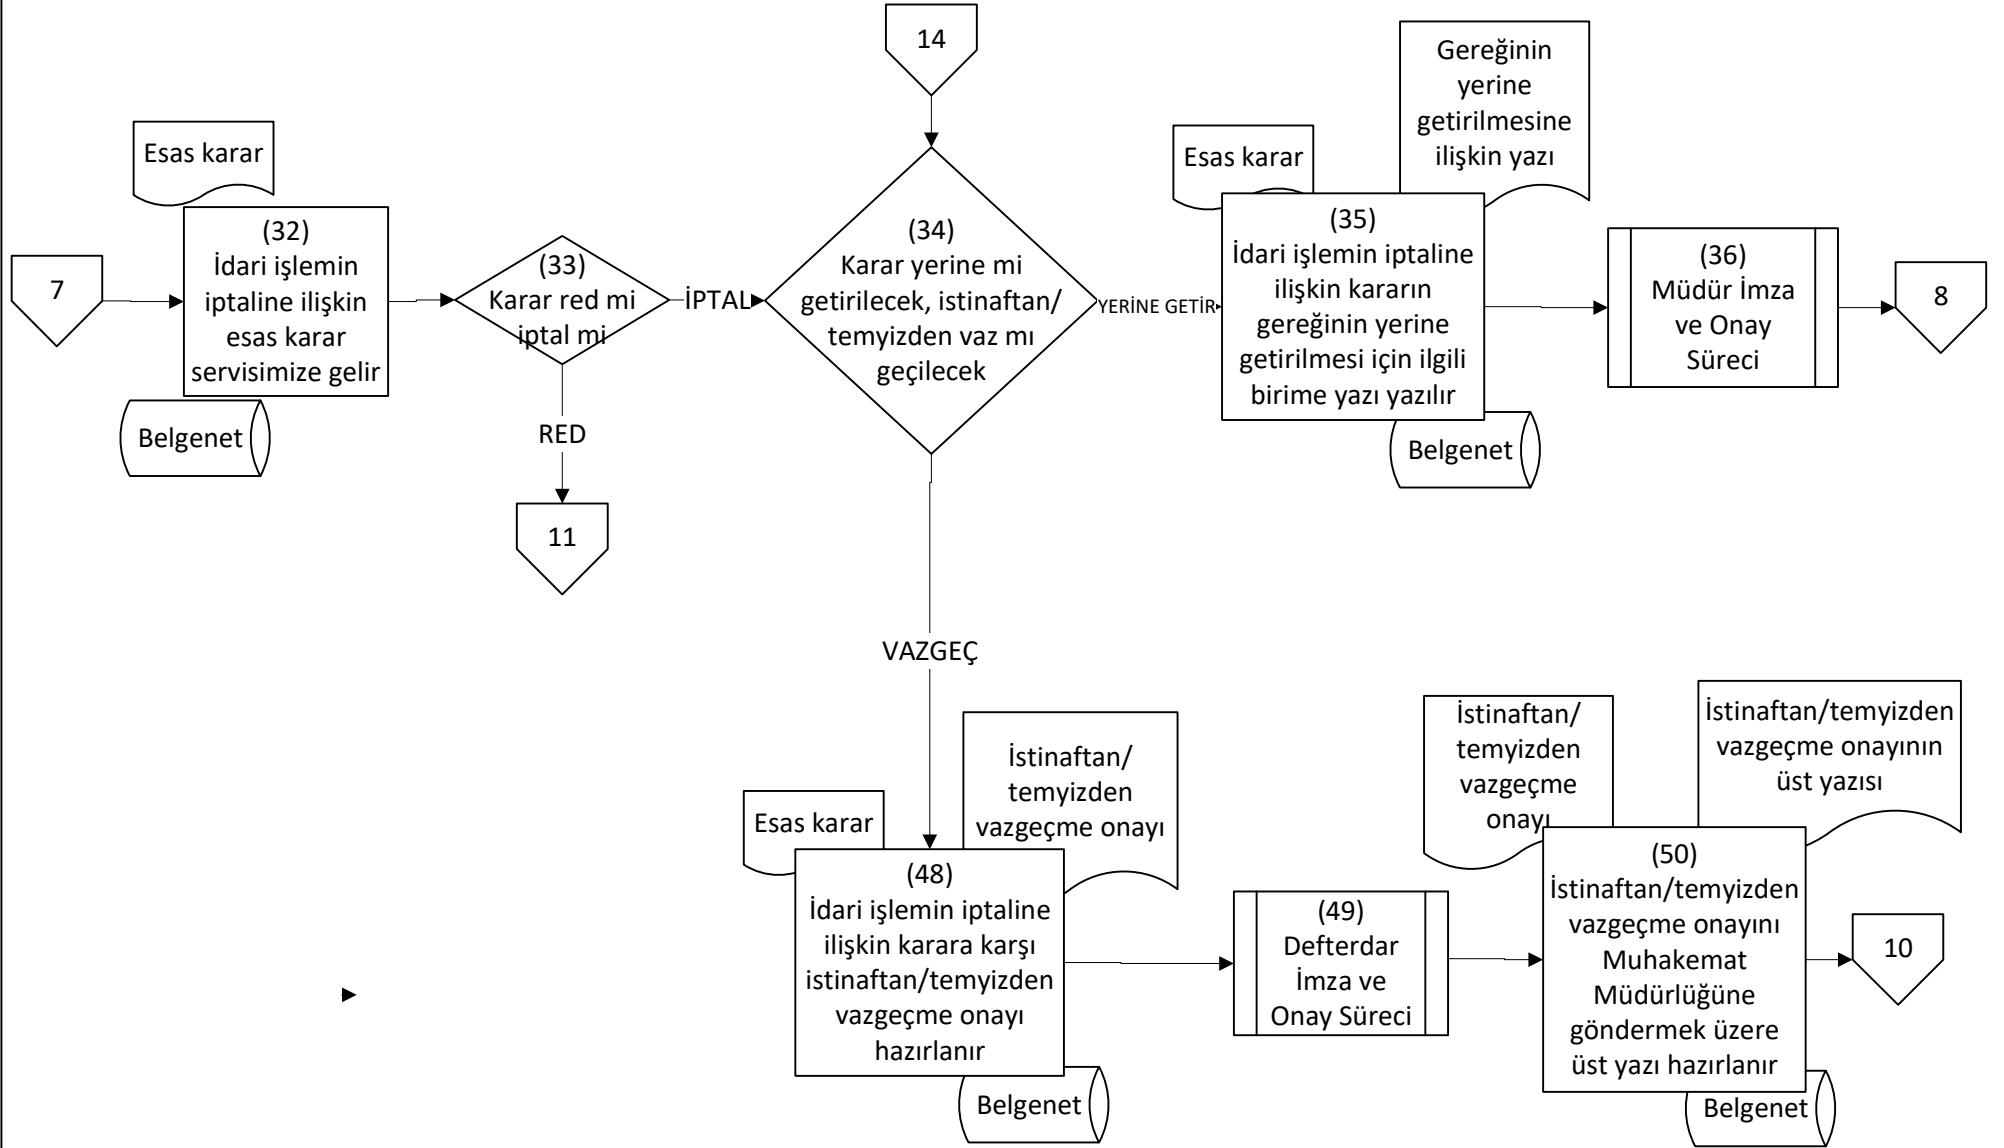 14
Gereğinin
yerine
getirilmesine
ilişkin yazı
Esas karar
Esas karar
7
(32)
İdari işlemin
iptaline ilişkin
esas karar
servisimize gelir
Belgenet
(33)
Karar red mi
iptal mi
İPTAL
RED
11
(34)
Karar yerine mi
getirilecek, istinaftan/
temyizden vaz mı
geçilecek
YERİNE GETİR
(35)
İdari işlemin iptaline
ilişkin kararın
gereğinin yerine
getirilmesi için ilgili
birime yazı yazılır
Belgenet
(36)
Müdür İmza
ve Onay
Süreci
8
VAZGEÇ
Esas karar
İstinaftan/
temyizden
vazgeçme onayı
(48)
İdari işlemin iptaline
ilişkin karara karşı
istinaftan/temyizden
vazgeçme onayı
hazırlanır
Belgenet
(49)
Defterdar
İmza ve
Onay Süreci
İstinaftan/
temyizden
vazgeçme
onayı
İstinaftan/temyizden
vazgeçme onayının
üst yazısı
(50)
İstinaftan/temyizden
vazgeçme onayını
Muhakemat
Müdürlüğüne
göndermek üzere
üst yazı hazırlanır
Belgenet
10